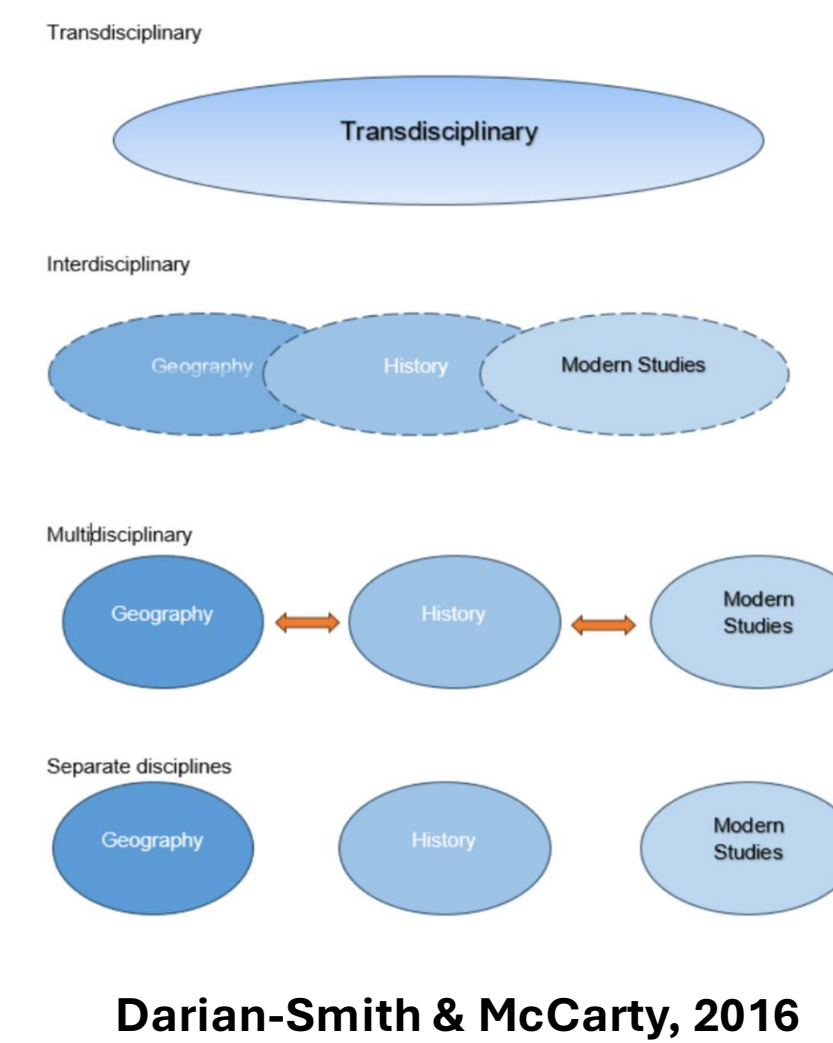 Transdisciplinary
Transdisciplinary
Interdisciplinary
Geography
History
Modern Studies
Multidisciplinary
Geography
History
Modern
Studies
Separate disciplines
Geography
History
Modern
Studies
Darian-Smith & McCarty, 2016